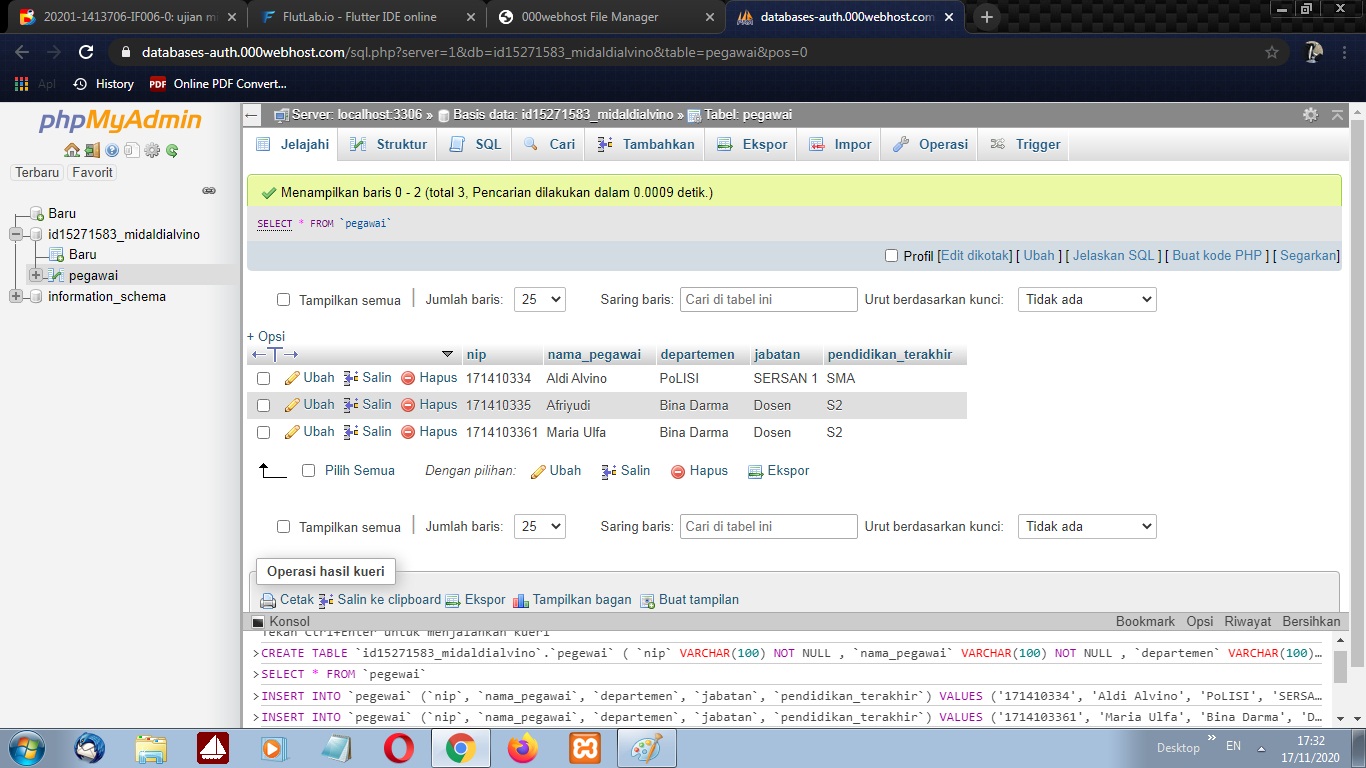 20201-1413706-IF006-0: ujian mi
FlutLab.io - Flutter IDE online
000webhost File Manager
databases-auth.000webhost.com
databases-auth.000webhost.com/sql.php?server=1&db=id15271583_midaldialvino&table=pegawai&pos=0
Apl
History
PDF Online PDF Convert...
phpMyAdmin
Terbaru Favorit
Baru
id15271583_midaldialvino
Baru
pegawai
information_schema
Server: localhost:3306 » Basis data: id15271583_midaldialvino » Tabel: pegawai
Jelajahi Struktur SQL Cari Tambahkan Ekspor Impor Operasi Trigger
Menampilkan baris 0 - 2 (total 3, Pencarian dilakukan dalam 0.0009 detik.)
SELECT * FROM `pegawai`
Profil [Edit dikotak] [ Ubah ] [ Jelaskan SQL ] [ Buat kode PHP ] [ Segarkan]
Tampilkan semua | Jumlah baris: 25 Saring baris: Cari di tabel ini Urut berdasarkan kunci: Tidak ada
+ Opsi
←T→ nip nama_pegawai departemen jabatan pendidikan_terakhir
Ubah Salin Hapus 171410334 Aldi Alvino PoLISI SERSAN 1 SMA
Ubah Salin Hapus 171410335 Afriyudi Bina Darma Dosen S2
Ubah Salin Hapus 1714103361 Maria Ulfa Bina Darma Dosen S2
Pilih Semua Dengan pilihan: Ubah Salin Hapus Ekspor
Tampilkan semua | Jumlah baris: 25 Saring baris: Cari di tabel ini Urut berdasarkan kunci: Tidak ada
Operasi hasil kueri
Cetak Salin ke clipboard Ekspor Tampilkan bagan Buat tampilan
Konsol Bookmark Opsi Riwayat Bersihkan
Tekan Ctrl+Enter untuk menjalankan kueri
>CREATE TABLE `id15271583_midaldialvino`.`pegewai` ( `nip` VARCHAR(100) NOT NULL , `nama_pegawai` VARCHAR(100) NOT NULL , `departemen` VARCHAR(100)…
>SELECT * FROM `pegewai`
>INSERT INTO `pegewai` (`nip`, `nama_pegawai`, `departemen`, `jabatan`, `pendidikan_terakhir`) VALUES ('171410334', 'Aldi Alvino', 'PoLISI', 'SERSA…
>INSERT INTO `pegewai` (`nip`, `nama_pegawai`, `departemen`, `jabatan`, `pendidikan_terakhir`) VALUES ('1714103361', 'Maria Ulfa', 'Bina Darma', 'D…
Desktop » EN 17:32
17/11/2020